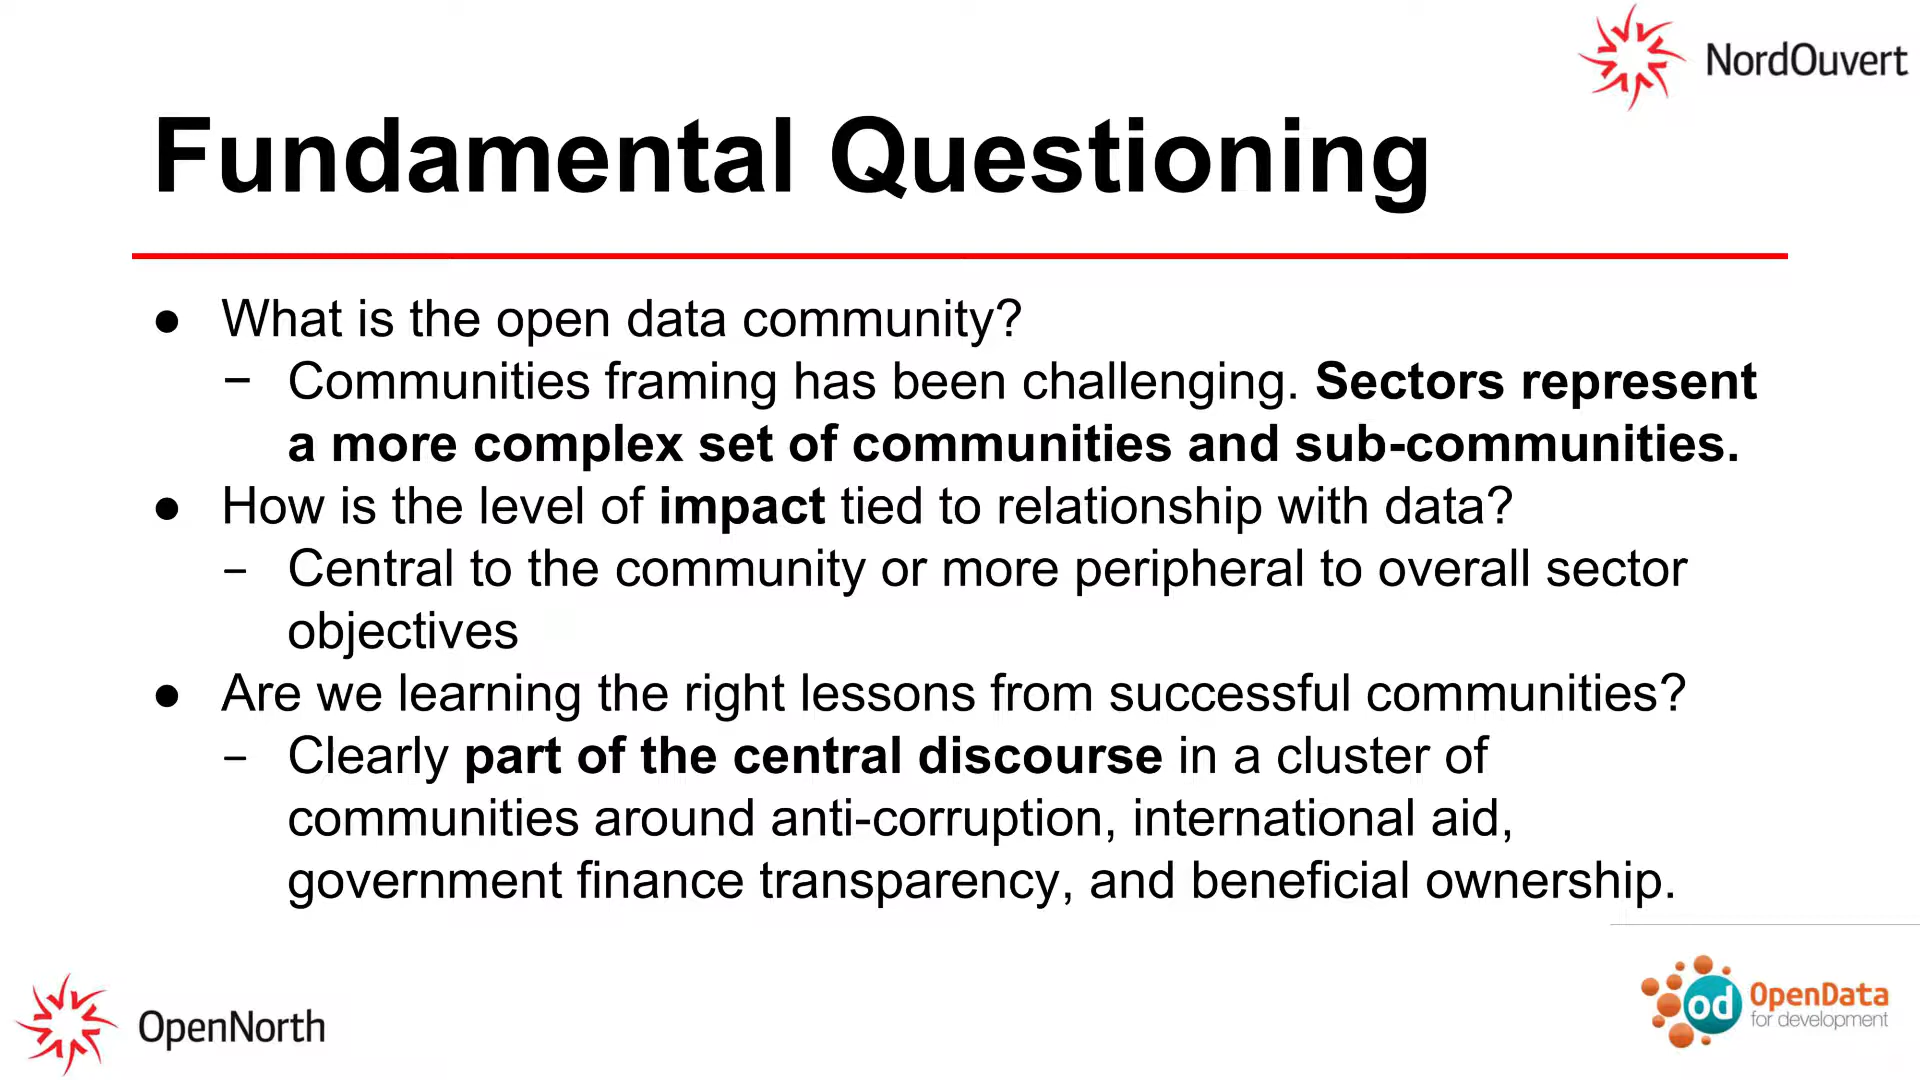 NordOuvert
Fundamental Questioning
● What is the open data community?
− Communities framing has been challenging. Sectors represent
a more complex set of communities and sub-communities.
● How is the level of impact tied to relationship with data?
− Central to the community or more peripheral to overall sector
objectives
● Are we learning the right lessons from successful communities?
− Clearly part of the central discourse in a cluster of
communities around anti-corruption, international aid,
government finance transparency, and beneficial ownership.
OpenNorth
od OpenData
for development